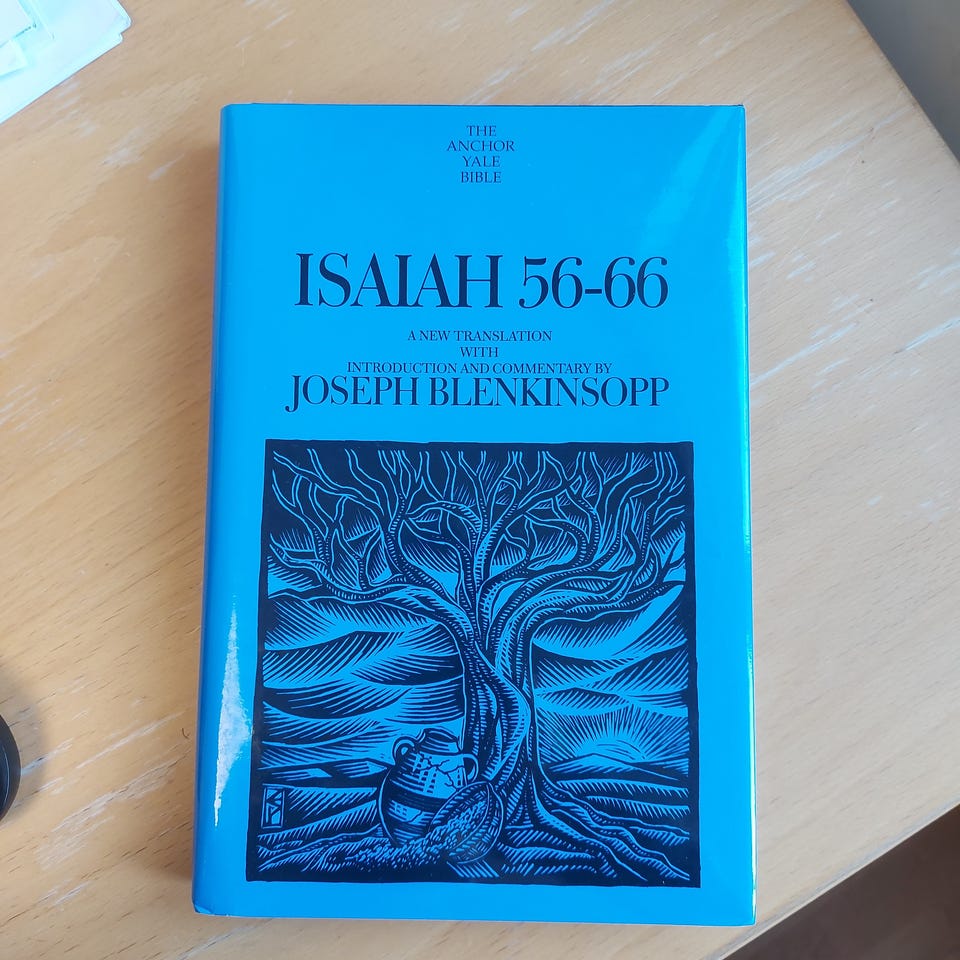 THE
ANCHOR
YALE
BIBLE
ISAIAH 56-66
A NEW TRANSLATION
WITH
INTRODUCTION AND COMMENTARY BY
JOSEPH BLENKINSOPP